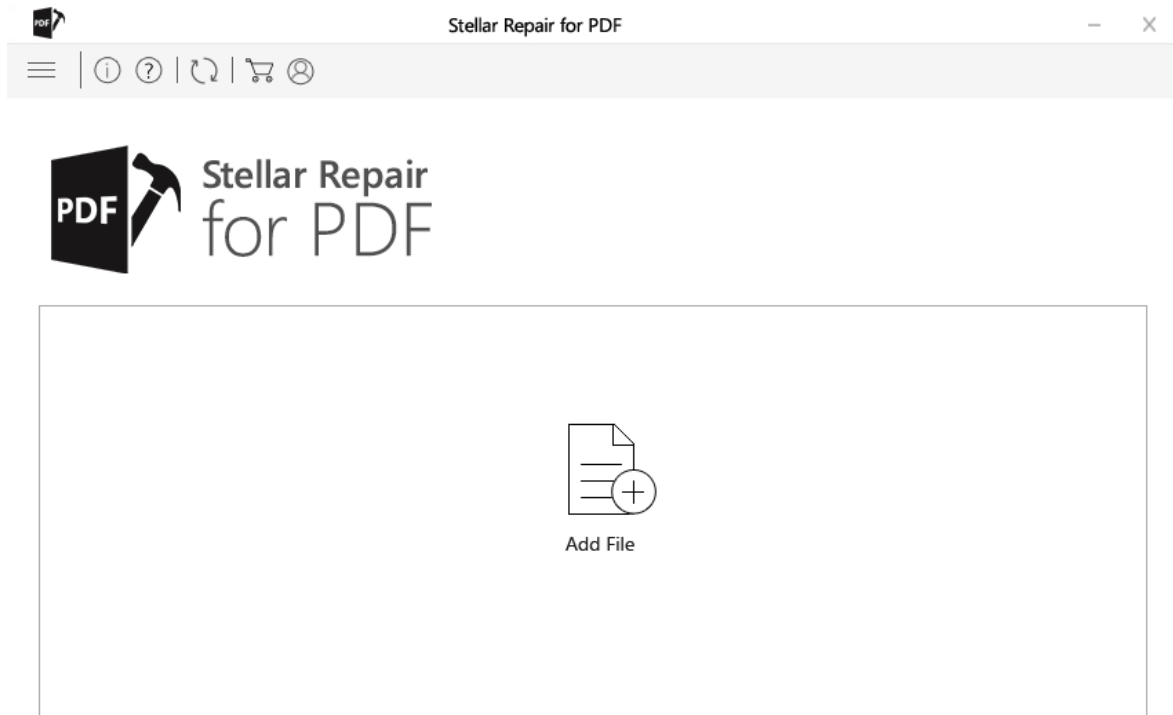 PDF
Stellar Repair for PDF
PDF
Stellar Repair
for PDF
Add File